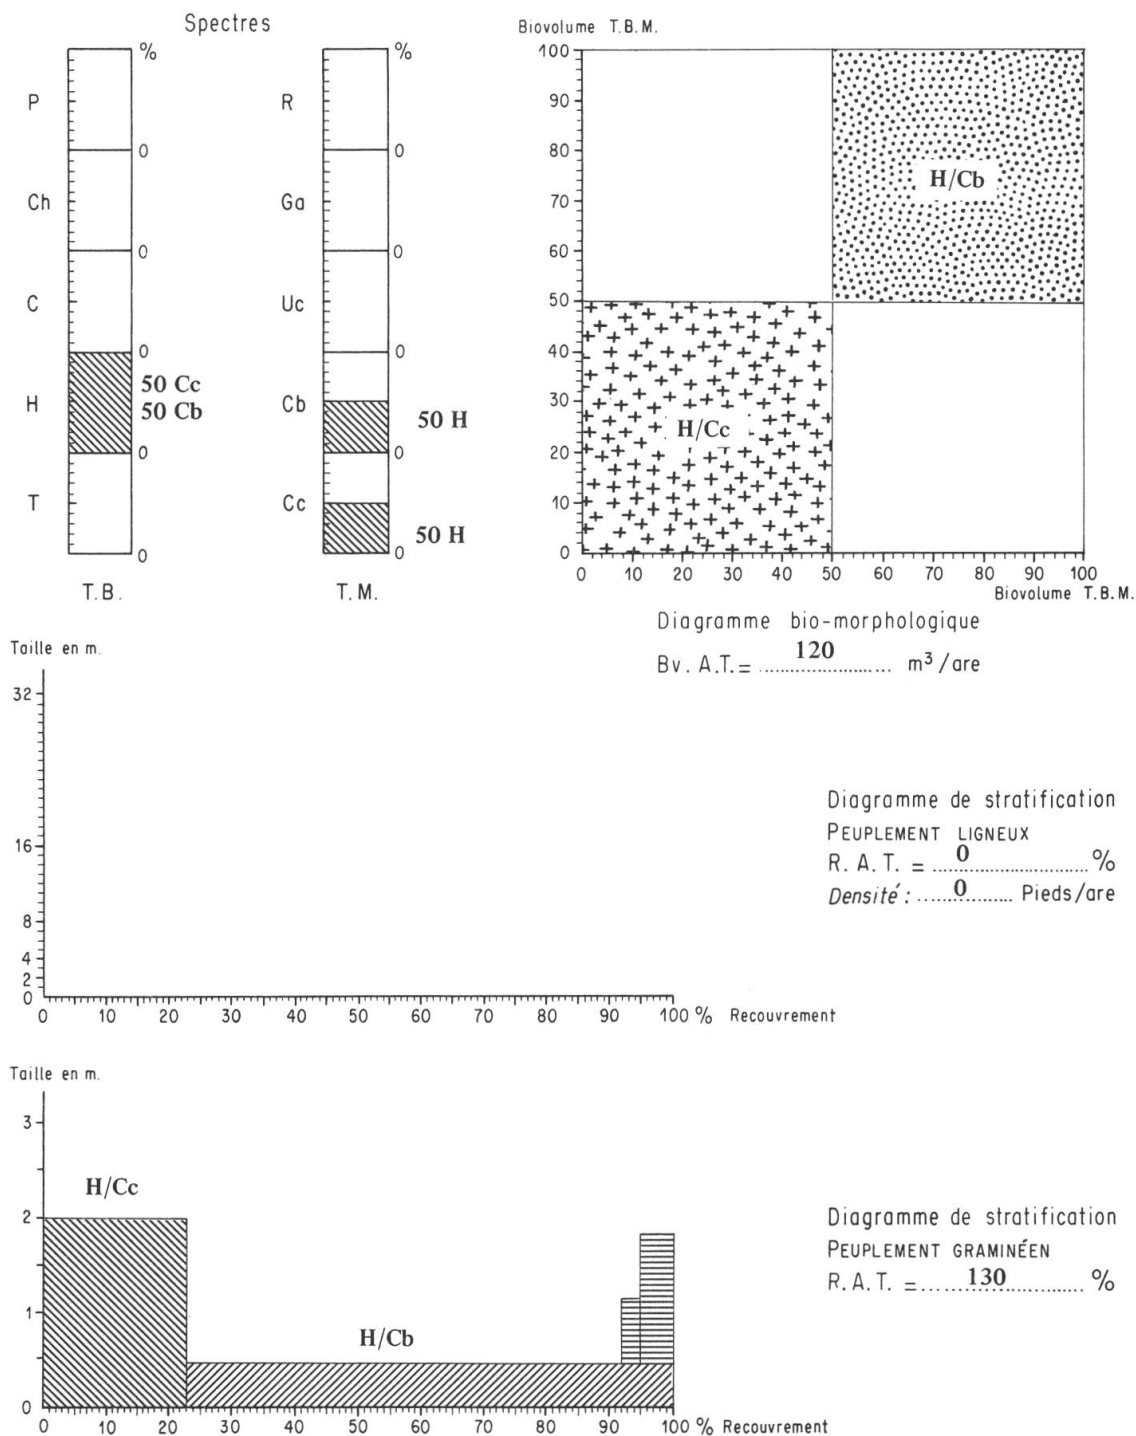 Spectres
%
P
0
Ch
0
C
0
H
50 Cc
50 Cb
0
T
0
T.B.
%
R
0
Ga
0
Uc
0
Cb
50 H
0
Cc
50 H
0
T.M.
Biovolume T.B.M.
100
90
80
70
60
50
40
30
20
10
0
H/Cb
H/Cc
0 10 20 30 40 50 60 70 80 90 100
Biovolume T.B.M.
Diagramme bio-morphologique
Bv. A.T. = 120 m³/are
Taille en m.
32
16
8
4
2
0
0 10 20 30 40 50 60 70 80 90 100 % Recouvrement
Diagramme de stratification
PEUPLEMENT LIGNEUX
R. A. T. = 0 %
Densité : 0 Pieds/are
Taille en m.
3
2
1
0
H/Cc
H/Cb
0 10 20 30 40 50 60 70 80 90 100 % Recouvrement
Diagramme de stratification
PEUPLEMENT GRAMINÉEN
R. A. T. = 130 %